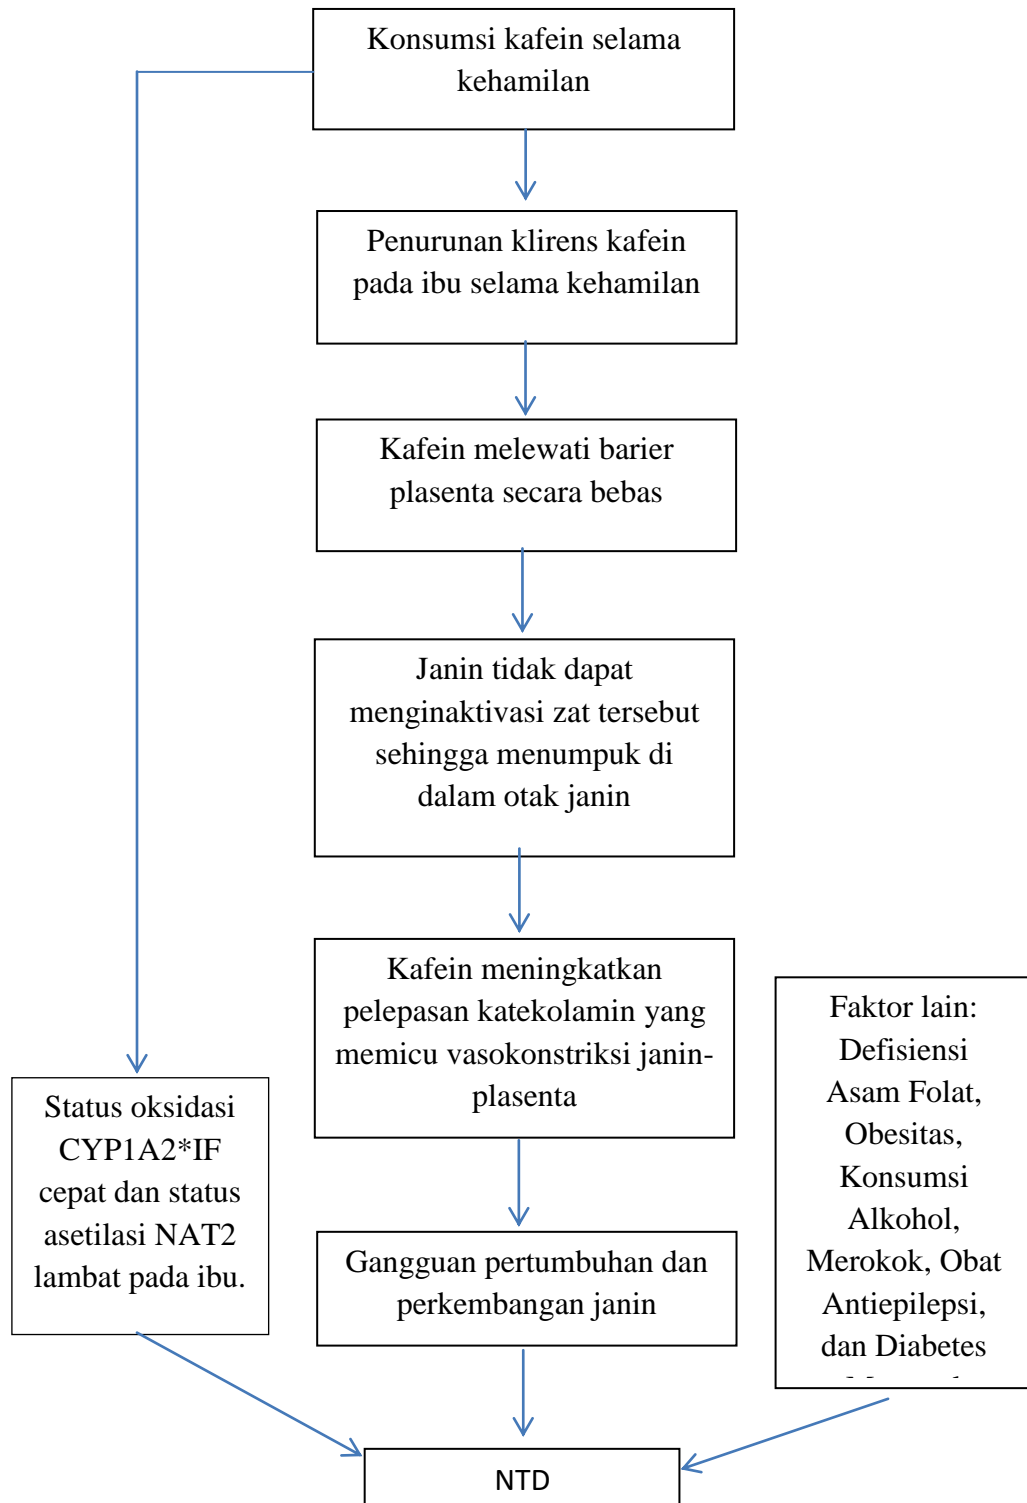 Konsumsi kafein selama
kehamilan
Penurunan klirens kafein
pada ibu selama kehamilan
Kafein melewati barier
plasenta secara bebas
Janin tidak dapat
menginaktivasi zat tersebut
sehingga menumpuk di
dalam otak janin
Kafein meningkatkan
pelepasan katekolamin yang
memicu vasokonstriksi janin-
plasenta
Status oksidasi
CYP1A2*IF
cepat dan status
asetilasi NAT2
lambat pada ibu.
Gangguan pertumbuhan dan
perkembangan janin
Faktor lain:
Defisiensi
Asam Folat,
Obesitas,
Konsumsi
Alkohol,
Merokok, Obat
Antiepilepsi,
dan Diabetes
NTD